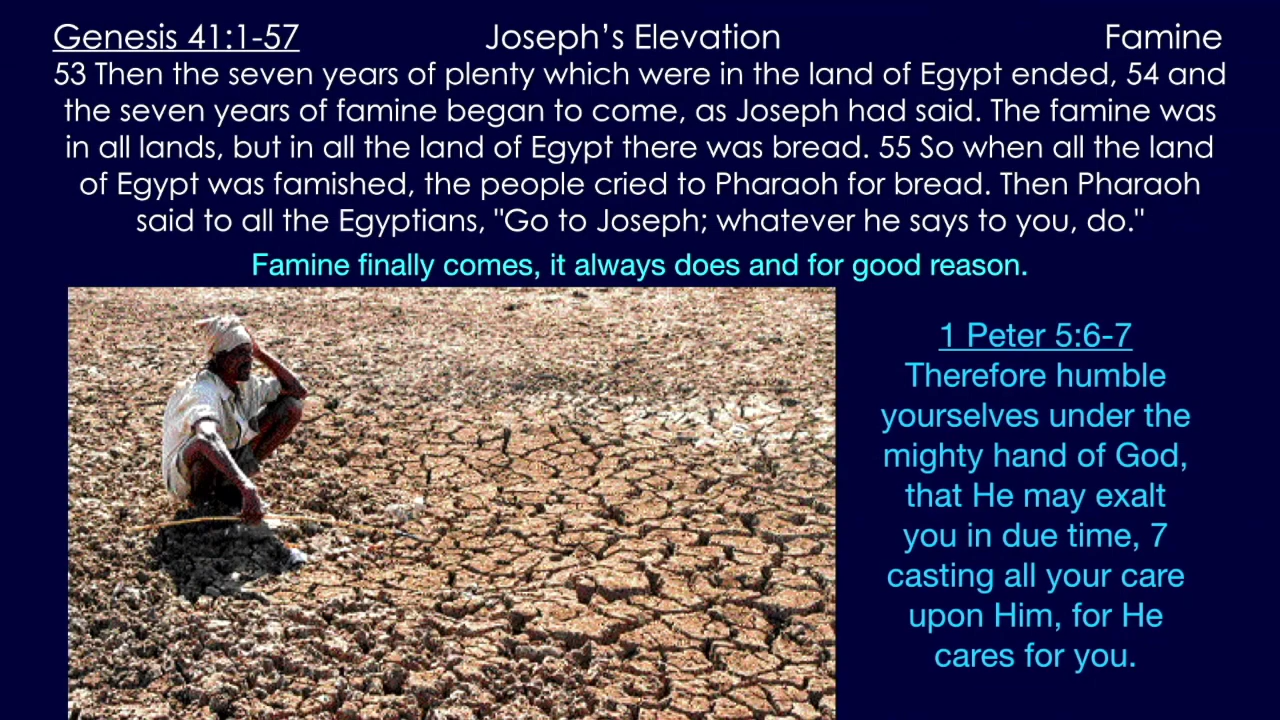 Genesis 41:1-57 Joseph’s Elevation Famine
53 Then the seven years of plenty which were in the land of Egypt ended, 54 and
the seven years of famine began to come, as Joseph had said. The famine was
in all lands, but in all the land of Egypt there was bread. 55 So when all the land
of Egypt was famished, the people cried to Pharaoh for bread. Then Pharaoh
said to all the Egyptians, "Go to Joseph; whatever he says to you, do."
Famine finally comes, it always does and for good reason.
1 Peter 5:6-7
Therefore humble
yourselves under the
mighty hand of God,
that He may exalt
you in due time, 7
casting all your care
upon Him, for He
cares for you.